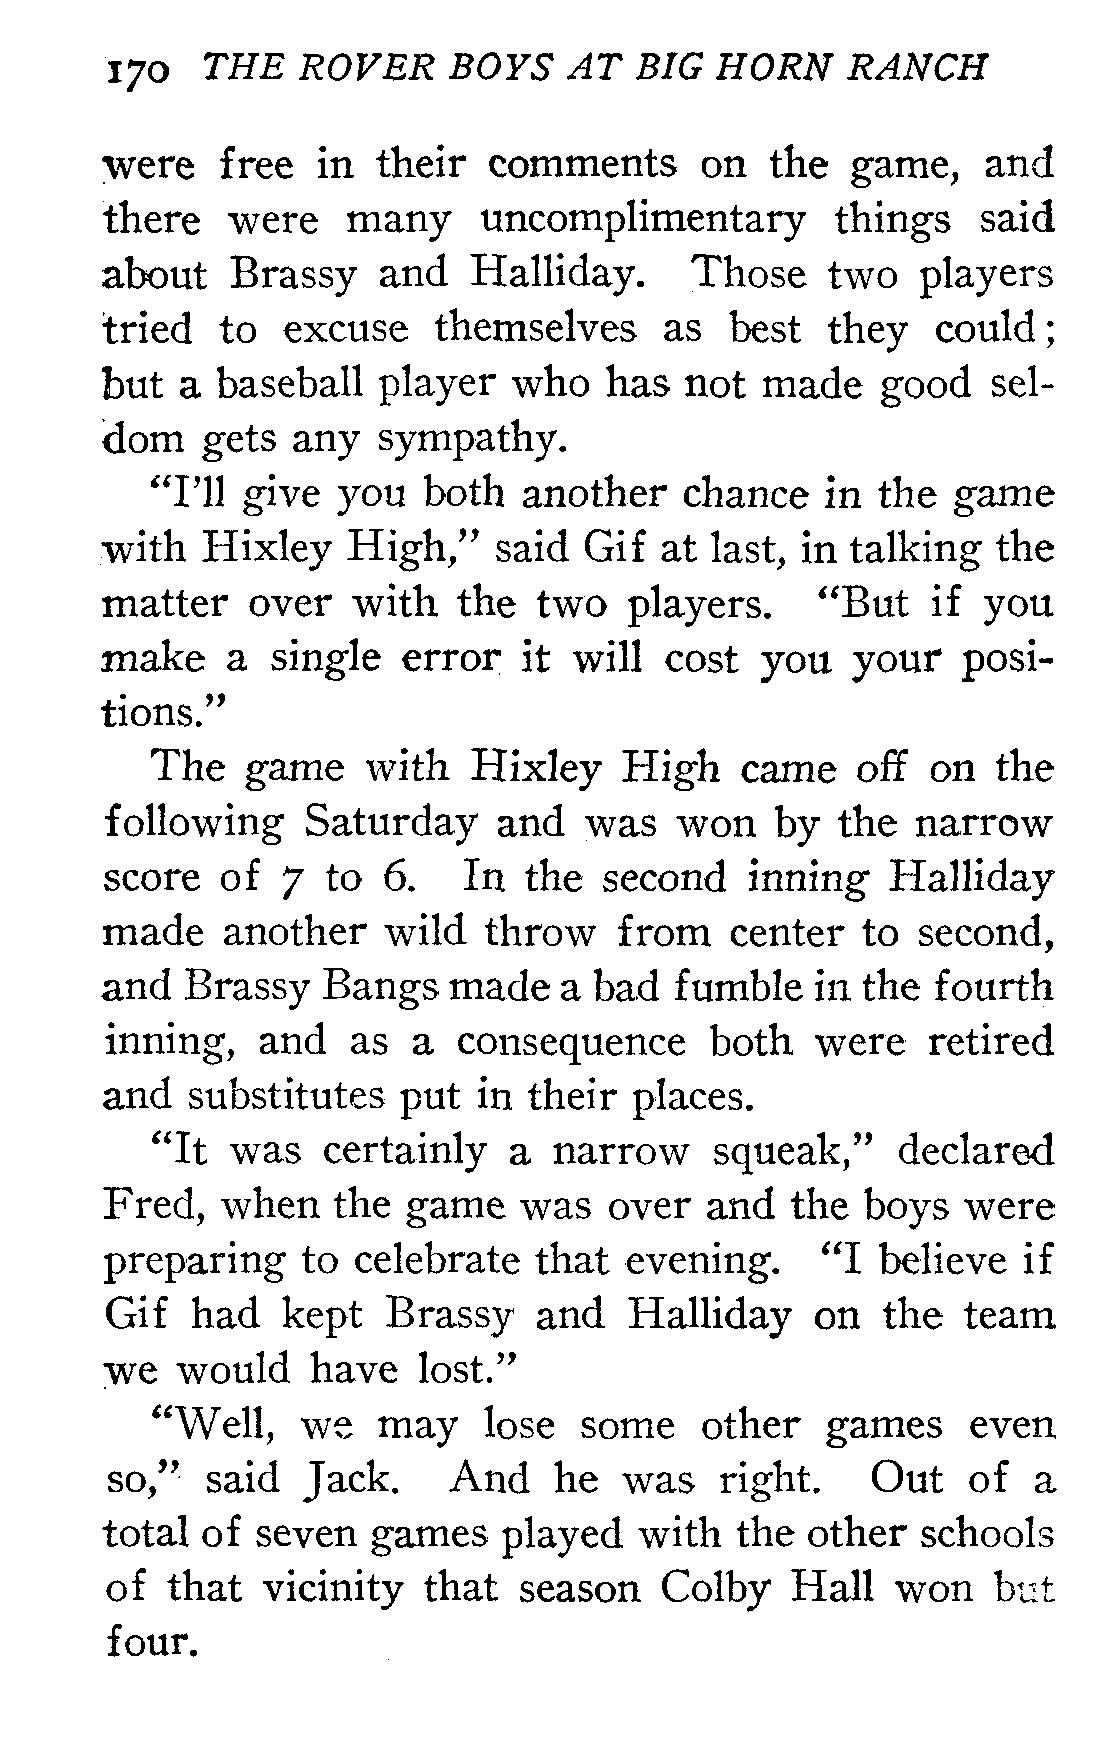 170 THE ROVER BOYS AT BIG HORN RANCH
were free in their comments on the game, and
there were many uncomplimentary things said
about Brassy and Halliday. Those two players
tried to excuse themselves as best they could;
but a baseball player who has not made good sel-
dom gets any sympathy.
“I’ll give you both another chance in the game
with Hixley High,” said Gif at last, in talking the
matter over with the two players. “But if you
make a single error it will cost you your posi-
tions.”
The game with Hixley High came off on the
following Saturday and was won by the narrow
score of 7 to 6. In the second inning Halliday
made another wild throw from center to second,
and Brassy Bangs made a bad fumble in the fourth
inning, and as a consequence both were retired
and substitutes put in their places.
“It was certainly a narrow squeak,” declared
Fred, when the game was over and the boys were
preparing to celebrate that evening. “I believe if
Gif had kept Brassy and Halliday on the team
we would have lost.”
“Well, we may lose some other games even
so,” said Jack. And he was right. Out of a
total of seven games played with the other schools
of that vicinity that season Colby Hall won but
four.